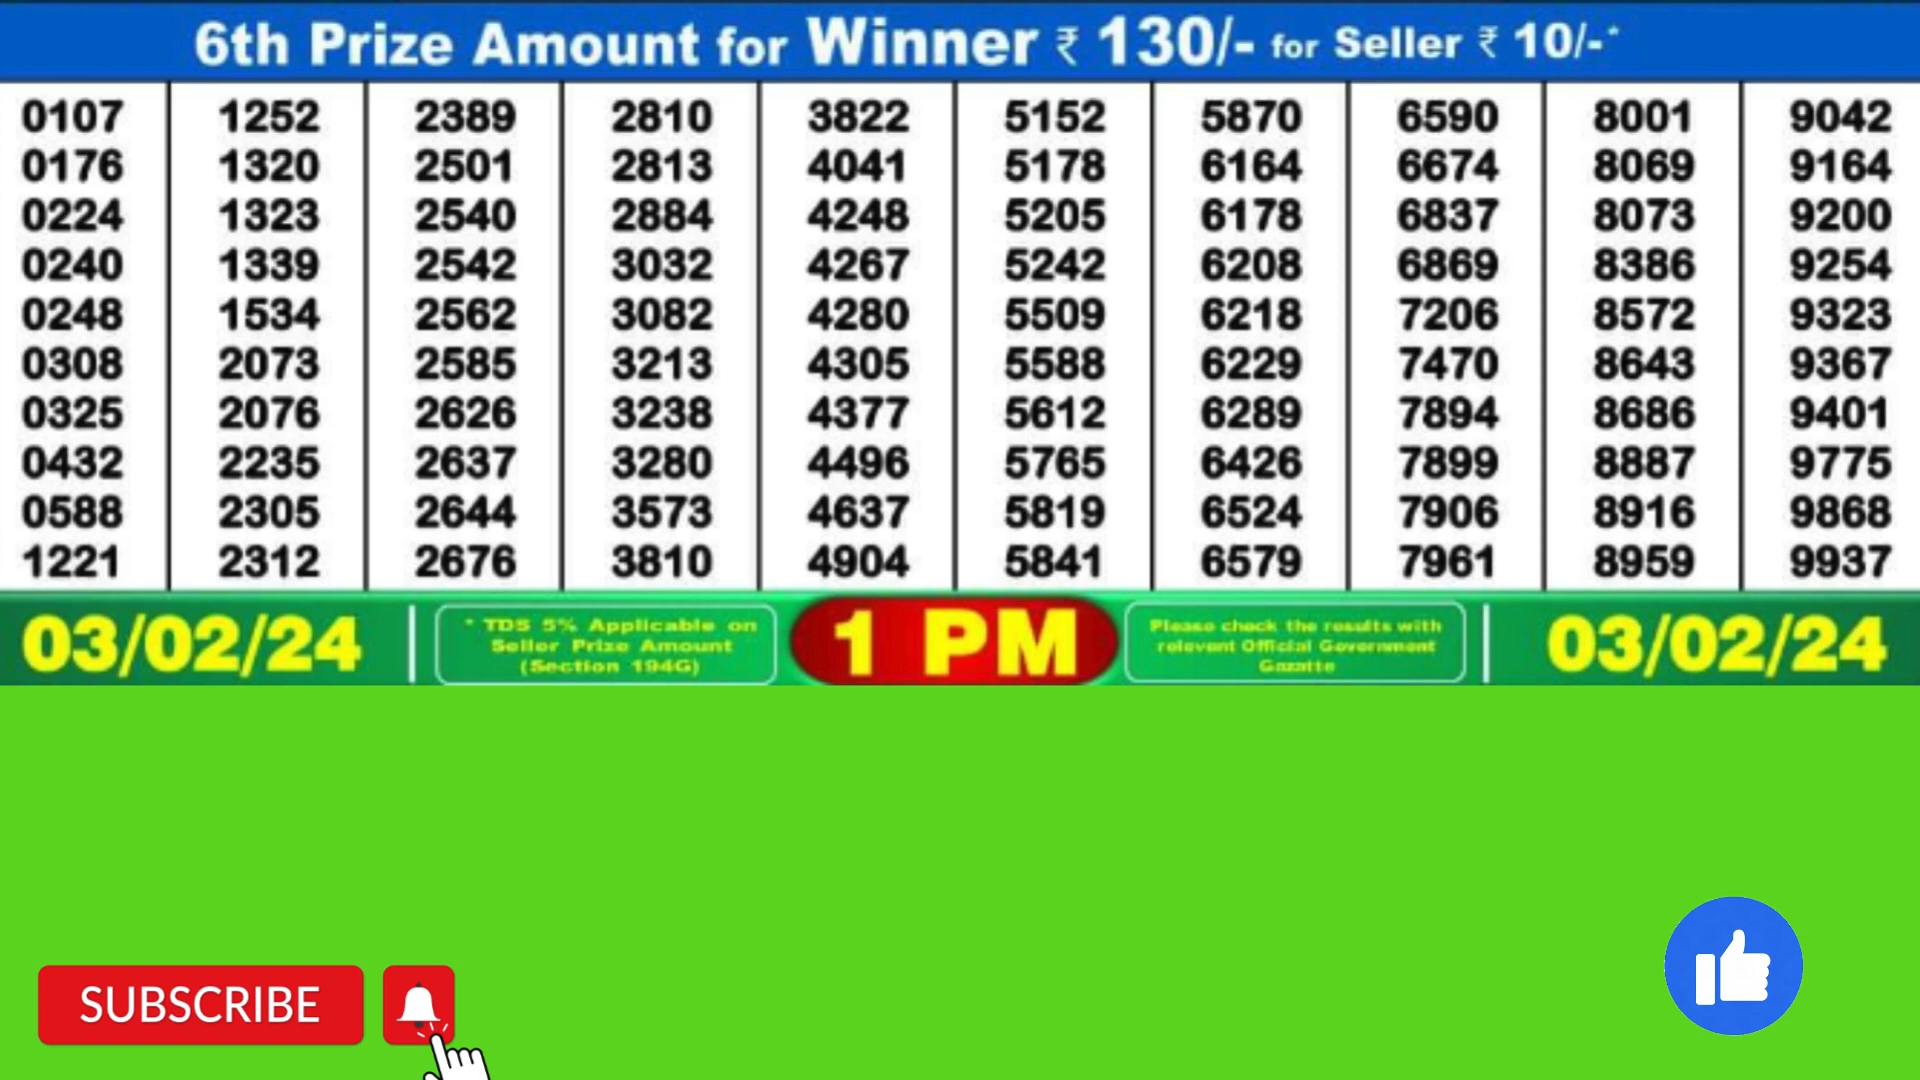 6th Prize Amount for Winner ₹ 130/- for Seller ₹ 10/-*
0107 1252 2389 2810 3822 5152 5870 6590 8001 9042
0176 1320 2501 2813 4041 5178 6164 6674 8069 9164
0224 1323 2540 2884 4248 5205 6178 6837 8073 9200
0240 1339 2542 3032 4267 5242 6208 6869 8386 9254
0248 1534 2562 3082 4280 5509 6218 7206 8572 9323
0308 2073 2585 3213 4305 5588 6229 7470 8643 9367
0325 2076 2626 3238 4377 5612 6289 7894 8686 9401
0432 2235 2637 3280 4496 5765 6426 7899 8887 9775
0588 2305 2644 3573 4637 5819 6524 7906 8916 9868
1221 2312 2676 3810 4904 5841 6579 7961 8959 9937
03/02/24
* TDS 5% Applicable on
Seller Prize Amount
(Section 194G)
1 PM
Please check the results with
relevant Official Government
Gazatte
03/02/24
SUBSCRIBE